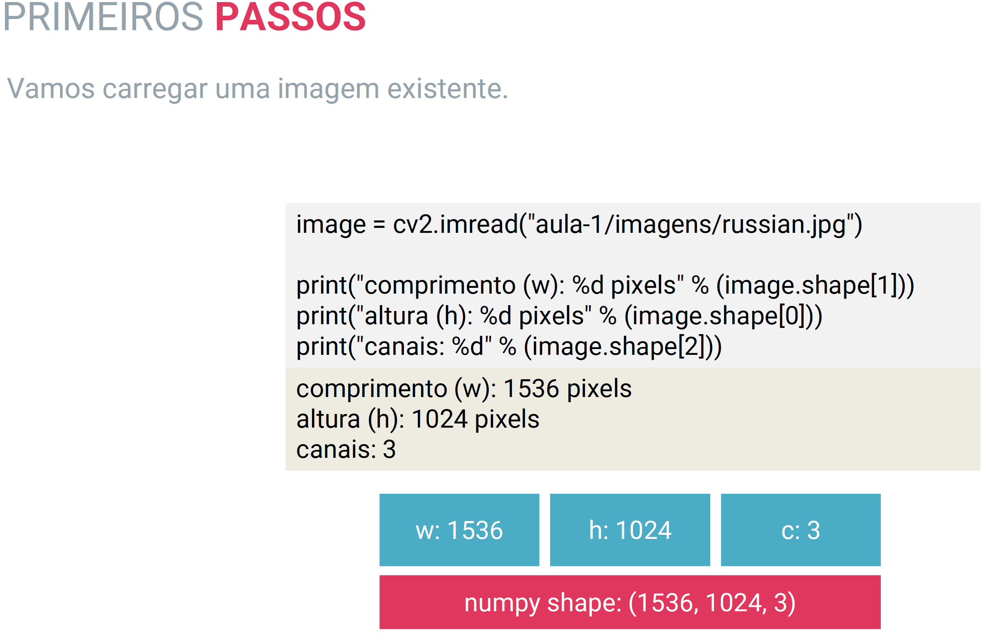 PRIMEIROS PASSOS
Vamos carregar uma imagem existente.
image = cv2.imread("aula-1/imagens/russian.jpg")
print("comprimento (w): %d pixels" % (image.shape[1]))
print("altura (h): %d pixels" % (image.shape[0]))
print("canais: %d" % (image.shape[2]))
comprimento (w): 1536 pixels
altura (h): 1024 pixels
canais: 3
w: 1536
h: 1024
c: 3
numpy shape: (1536, 1024, 3)